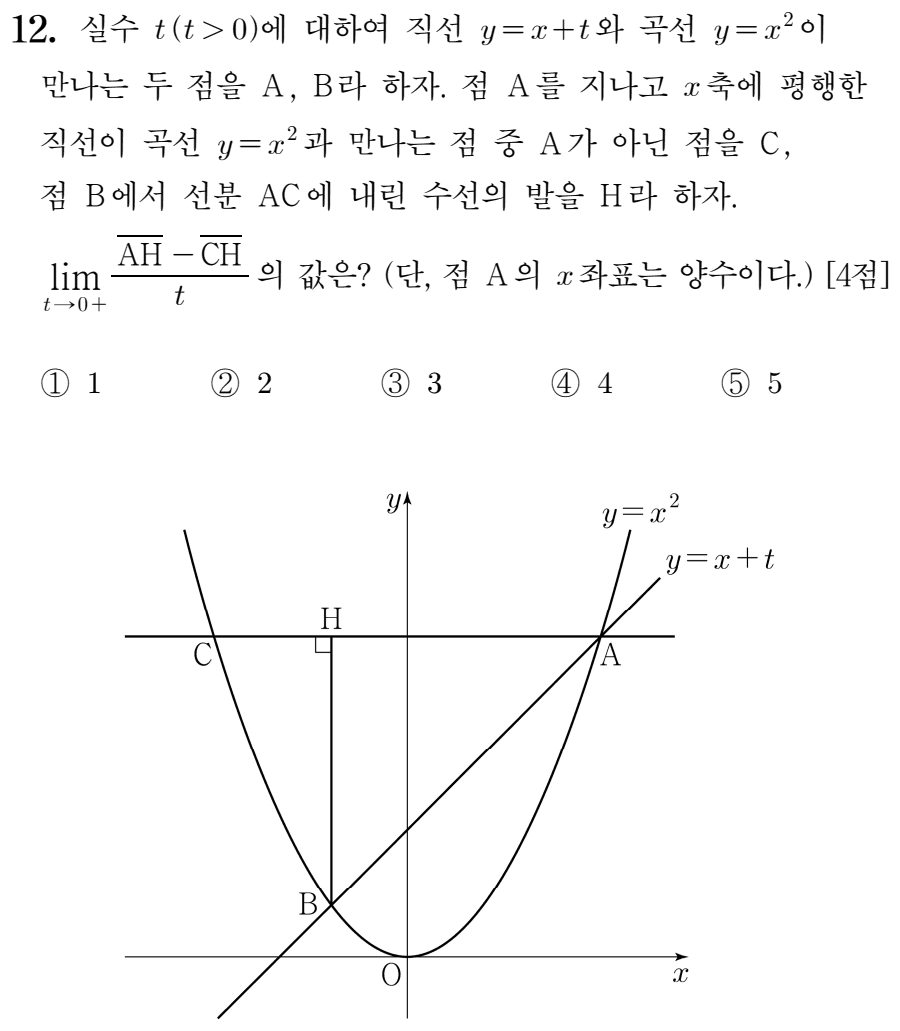 12. 실수 t(t>0)에 대하여 직선 y=x+t와 곡선 y=x²이
만나는 두 점을 A, B라 하자. 점 A를 지나고 x축에 평행한
직선이 곡선 y=x²과 만나는 점 중 A가 아닌 점을 C,
점 B에서 선분 AC에 내린 수선의 발을 H라 하자.
lim_{t→0+} (A̅H̅ − C̅H̅)/t 의 값은? (단, 점 A의 x좌표는 양수이다.) [4점]
① 1 ② 2 ③ 3 ④ 4 ⑤ 5
y
y=x²
y=x+t
H
C
A
B
O
x